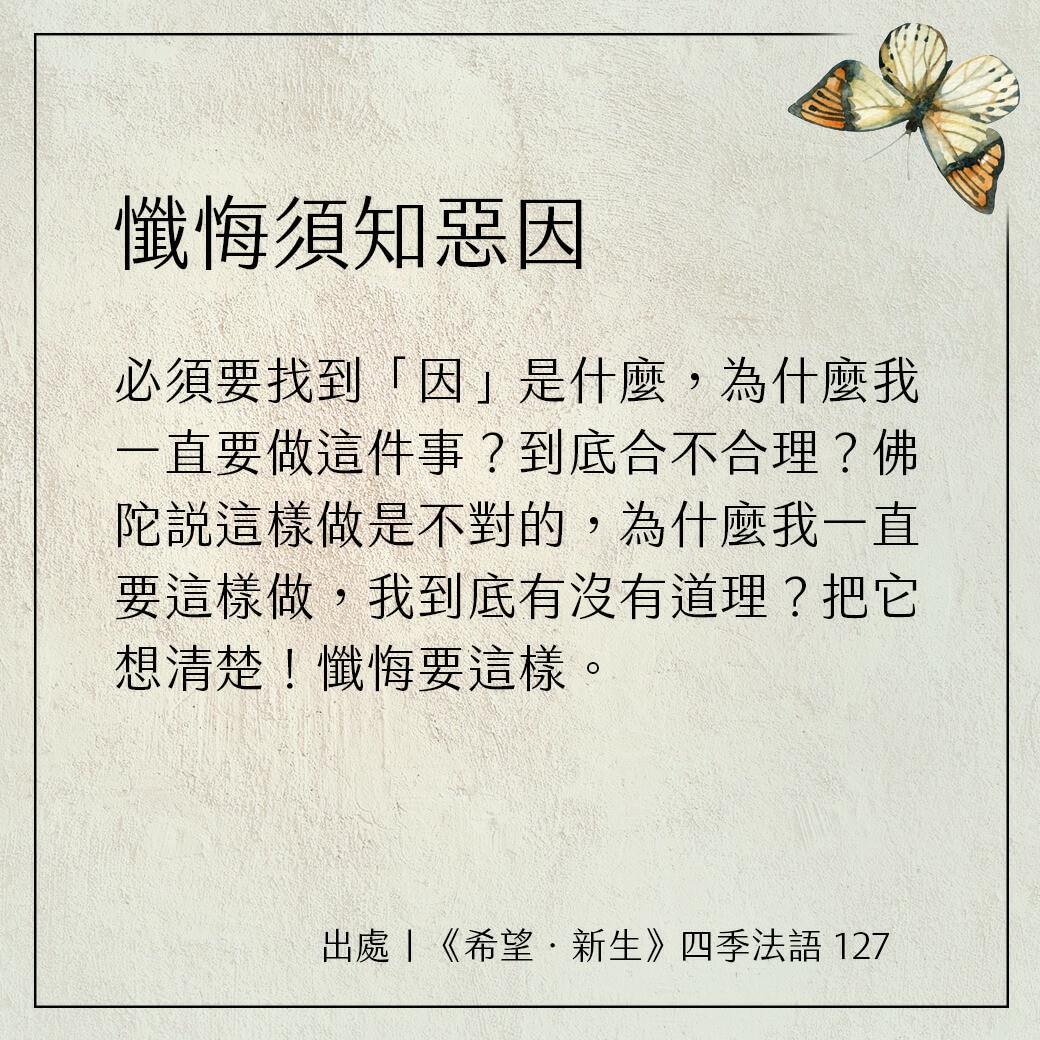 懺悔須知惡因
必須要找到「因」是什麼，為什麼我
一直要做這件事？到底合不合理？佛
陀説這樣做是不對的，為什麼我一直
要這樣做，我到底有沒有道理？把它
想清楚！懺悔要這樣。
出處｜《希望．新生》四季法語 127